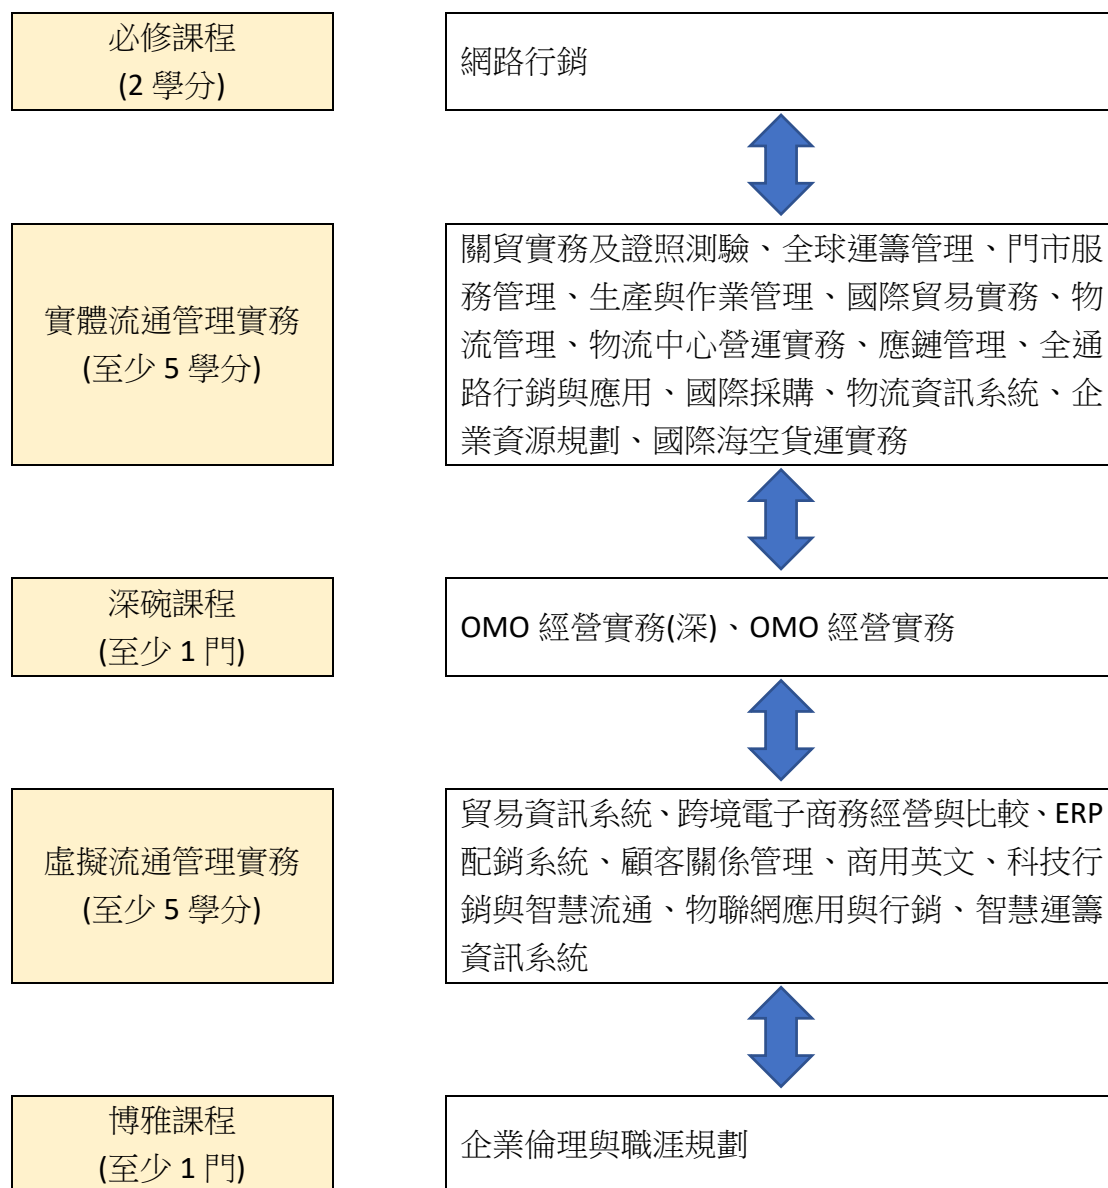 必修課程
(2 學分)
網路行銷
實體流通管理實務
(至少 5 學分)
關貿實務及證照測驗、全球運籌管理、門市服
務管理、生產與作業管理、國際貿易實務、物
流管理、物流中心營運實務、應鏈管理、全通
路行銷與應用、國際採購、物流資訊系統、企
業資源規劃、國際海空貨運實務
深碗課程
(至少 1 門)
OMO 經營實務(深)、OMO 經營實務
虛擬流通管理實務
(至少 5 學分)
貿易資訊系統、跨境電子商務經營與比較、ERP
配銷系統、顧客關係管理、商用英文、科技行
銷與智慧流通、物聯網應用與行銷、智慧運籌
資訊系統
博雅課程
(至少 1 門)
企業倫理與職涯規劃